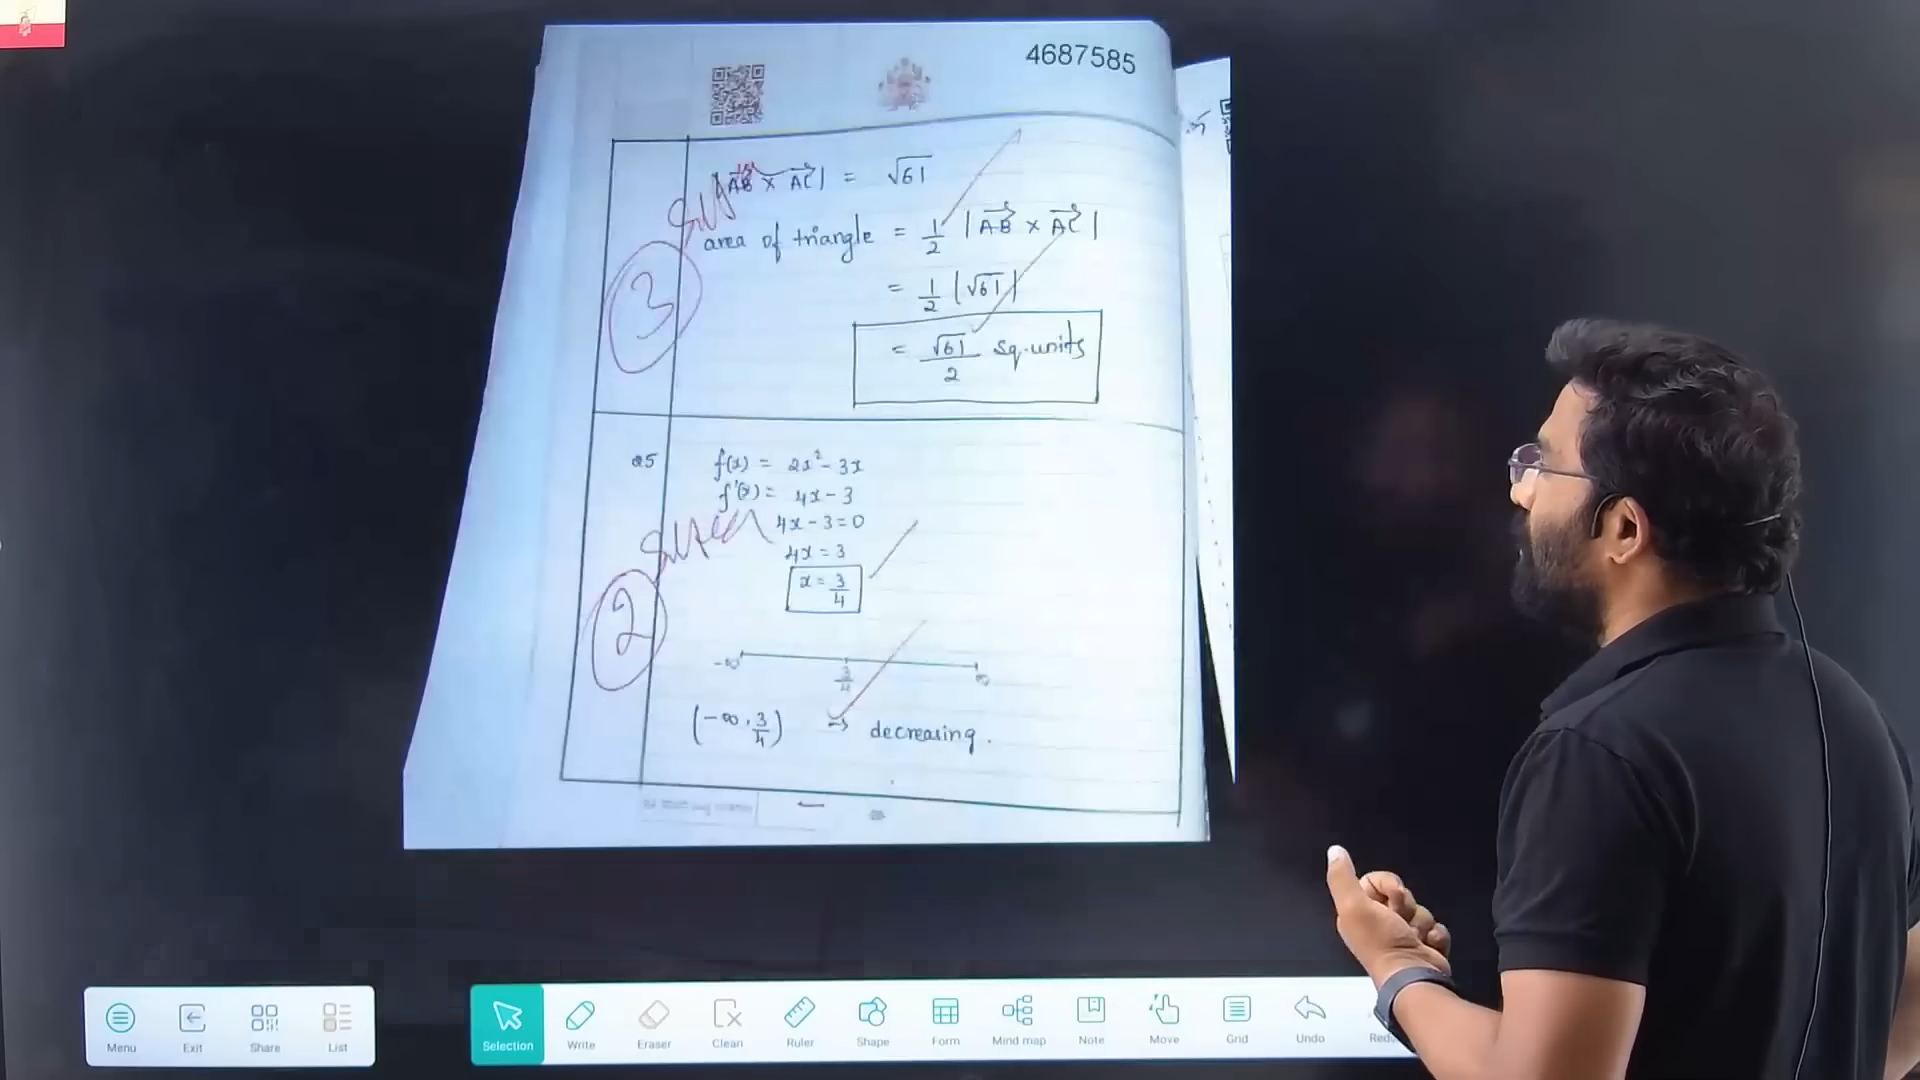 4687585
|AB × AC| = √61
area of triangle = 1/2 |AB × AC|
= 1/2 |√61|
= √61/2 sq.units
3
25
f(x) = 2x² - 3x
f'(x) = 4x - 3
4x - 3 = 0
4x = 3
x = 3/4
2
-∞ 3/4 ∞
(-∞, 3/4) → decreasing.
Menu Exit Share List
Selection Write Eraser Clean Ruler Shape Form Mind map Note Move Grid Undo